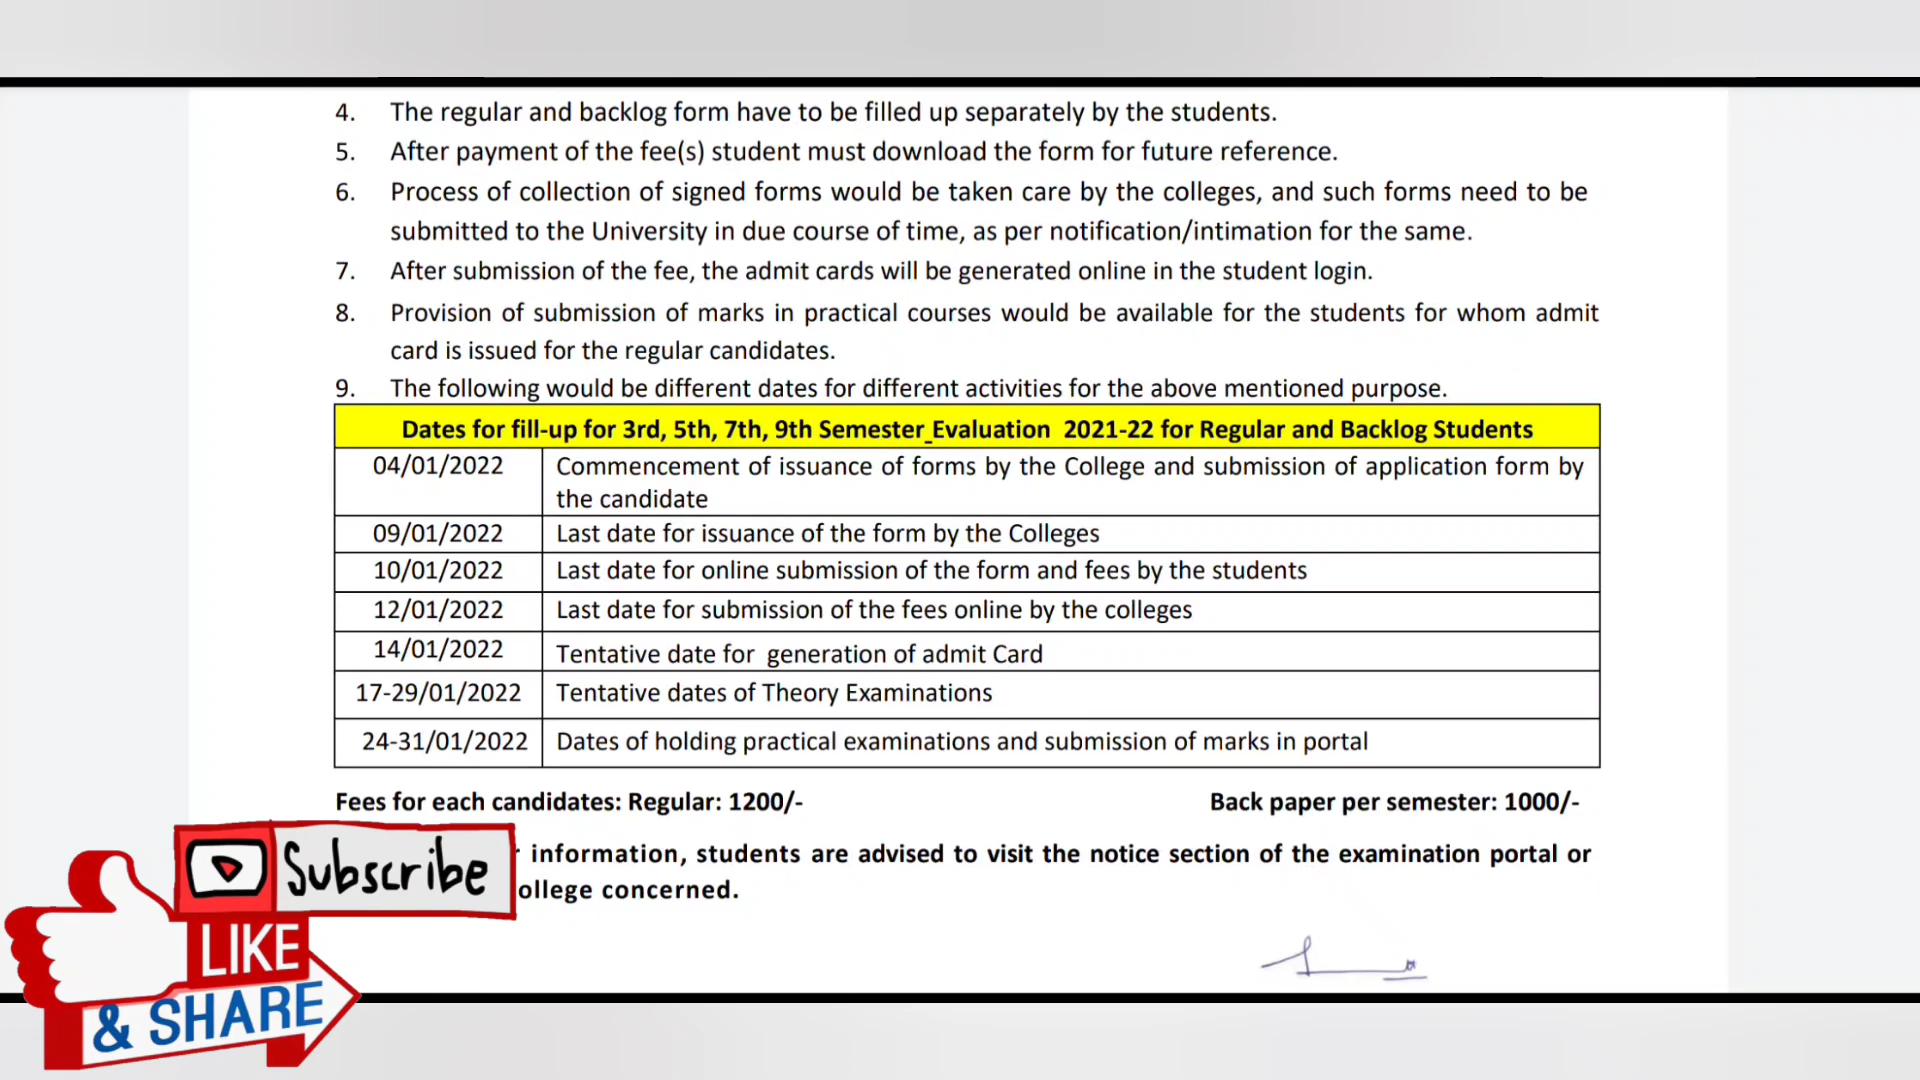 4. The regular and backlog form have to be filled up separately by the students.
5. After payment of the fee(s) student must download the form for future reference.
6. Process of collection of signed forms would be taken care by the colleges, and such forms need to be
submitted to the University in due course of time, as per notification/intimation for the same.
7. After submission of the fee, the admit cards will be generated online in the student login.
8. Provision of submission of marks in practical courses would be available for the students for whom admit
card is issued for the regular candidates.
9. The following would be different dates for different activities for the above mentioned purpose.
Dates for fill-up for 3rd, 5th, 7th, 9th Semester_Evaluation 2021-22 for Regular and Backlog Students
04/01/2022 Commencement of issuance of forms by the College and submission of application form by
the candidate
09/01/2022 Last date for issuance of the form by the Colleges
10/01/2022 Last date for online submission of the form and fees by the students
12/01/2022 Last date for submission of the fees online by the colleges
14/01/2022 Tentative date for generation of admit Card
17-29/01/2022 Tentative dates of Theory Examinations
24-31/01/2022 Dates of holding practical examinations and submission of marks in portal
Fees for each candidates: Regular: 1200/- Back paper per semester: 1000/-
information, students are advised to visit the notice section of the examination portal or
ollege concerned.
Subscribe
LIKE
& SHARE